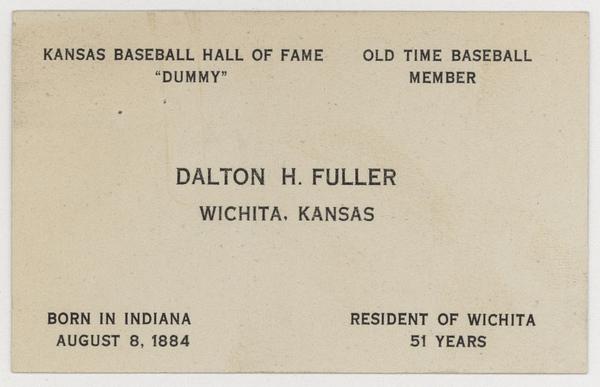 KANSAS BASEBALL HALL OF FAME
"DUMMY"
OLD TIME BASEBALL
MEMBER
DALTON H. FULLER
WICHITA, KANSAS
BORN IN INDIANA
AUGUST 8, 1884
RESIDENT OF WICHITA
51 YEARS